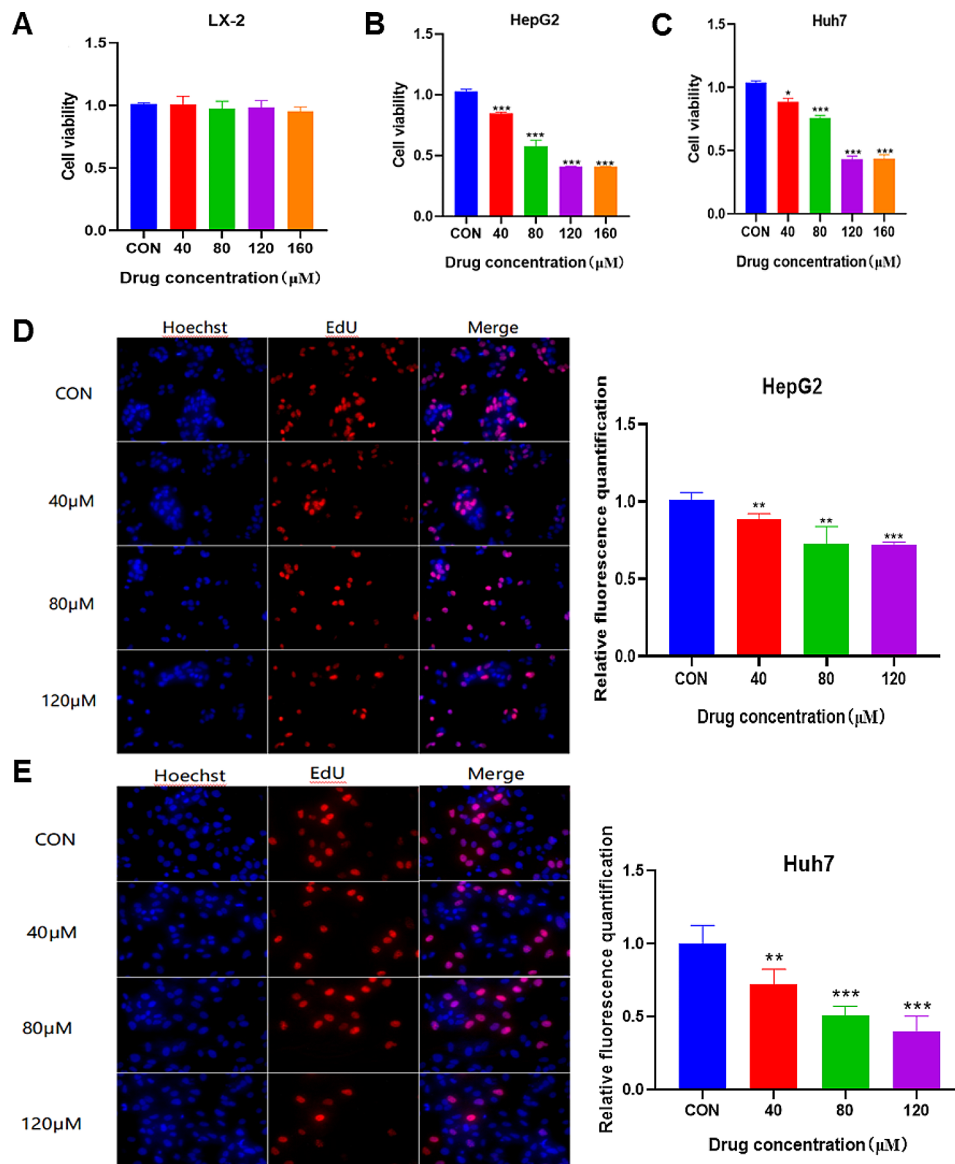 A
LX-2
Cell viability
1.5
1.0
0.5
0.0
CON 40 80 120 160
Drug concentration(μM)
B
HepG2
Cell viability
1.5
1.0
0.5
0.0
***
***
*** ***
CON 40 80 120 160
Drug concentration(μM)
C
Huh7
Cell viability
1.5
1.0
0.5
0.0
*
***
*** ***
CON 40 80 120 160
Drug concentration(μM)
D
Hoechst EdU Merge
CON
40μM
80μM
120μM
HepG2
Relative fluorescence quantification
1.5
1.0
0.5
0.0
** ** ***
CON 40 80 120
Drug concentration(μM)
E
Hoechst EdU Merge
CON
40μM
80μM
120μM
Huh7
Relative fluorescence quantification
1.5
1.0
0.5
0.0
** *** ***
CON 40 80 120
Drug concentration(μM)